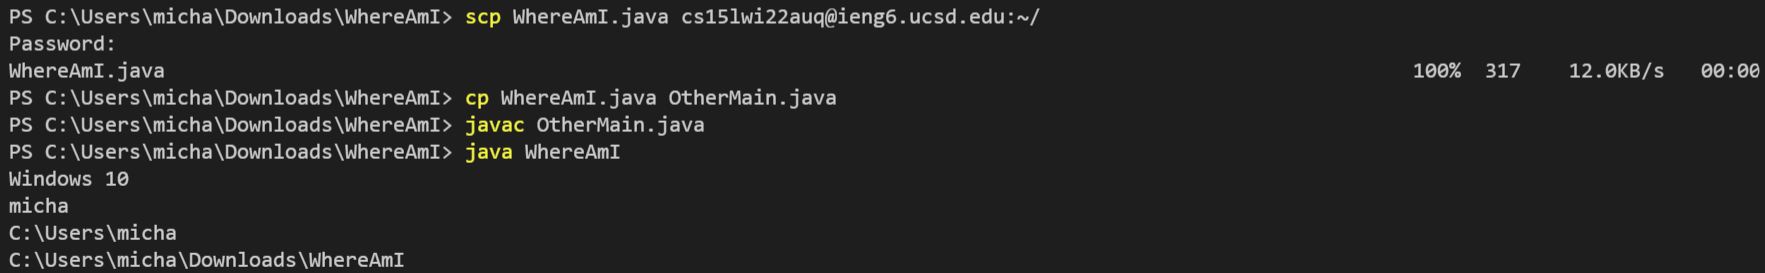 PS C:\Users\micha\Downloads\WhereAmI> scp WhereAmI.java cs15lwi22auq@ieng6.ucsd.edu:~/
Password:
WhereAmI.java 100% 317 12.0KB/s 00:00
PS C:\Users\micha\Downloads\WhereAmI> cp WhereAmI.java OtherMain.java
PS C:\Users\micha\Downloads\WhereAmI> javac OtherMain.java
PS C:\Users\micha\Downloads\WhereAmI> java WhereAmI
Windows 10
micha
C:\Users\micha
C:\Users\micha\Downloads\WhereAmI